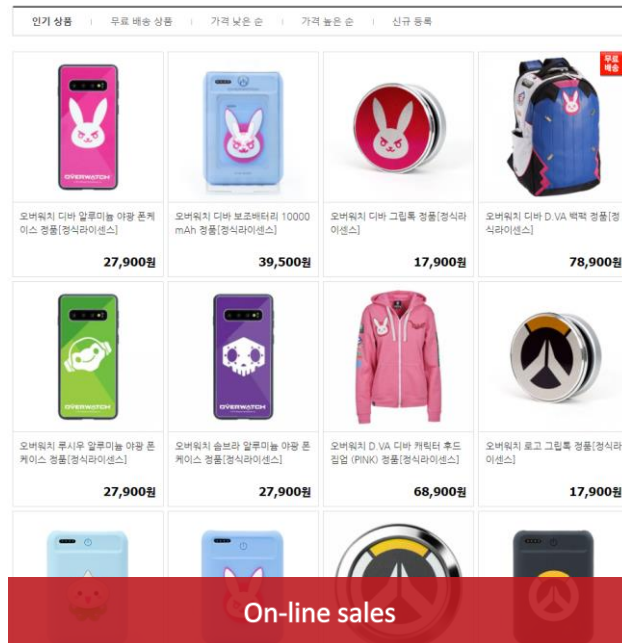 인기 상품 | 무료 배송 상품 | 가격 낮은 순 | 가격 높은 순 | 신규 등록
무료
배송
OVERWATCH
오버워치 디바 알루미늄 야광 폰케
이스 정품[정식라이센스]
27,900원
오버워치 디바 보조배터리 10000
mAh 정품[정식라이센스]
39,500원
오버워치 디바 그립톡 정품[정식라
이센스]
17,900원
오버워치 디바 D.VA 백팩 정품[정
식라이센스]
78,900원
OVERWATCH
OVERWATCH
오버워치 루시우 알루미늄 야광 폰
케이스 정품[정식라이센스]
27,900원
오버워치 솜브라 알루미늄 야광 폰
케이스 정품[정식라이센스]
27,900원
오버워치 D.VA 디바 캐릭터 후드
집업 (PINK) 정품[정식라이센스]
68,900원
오버워치 로고 그립톡 정품[정식라
이센스]
17,900원
On-line sales